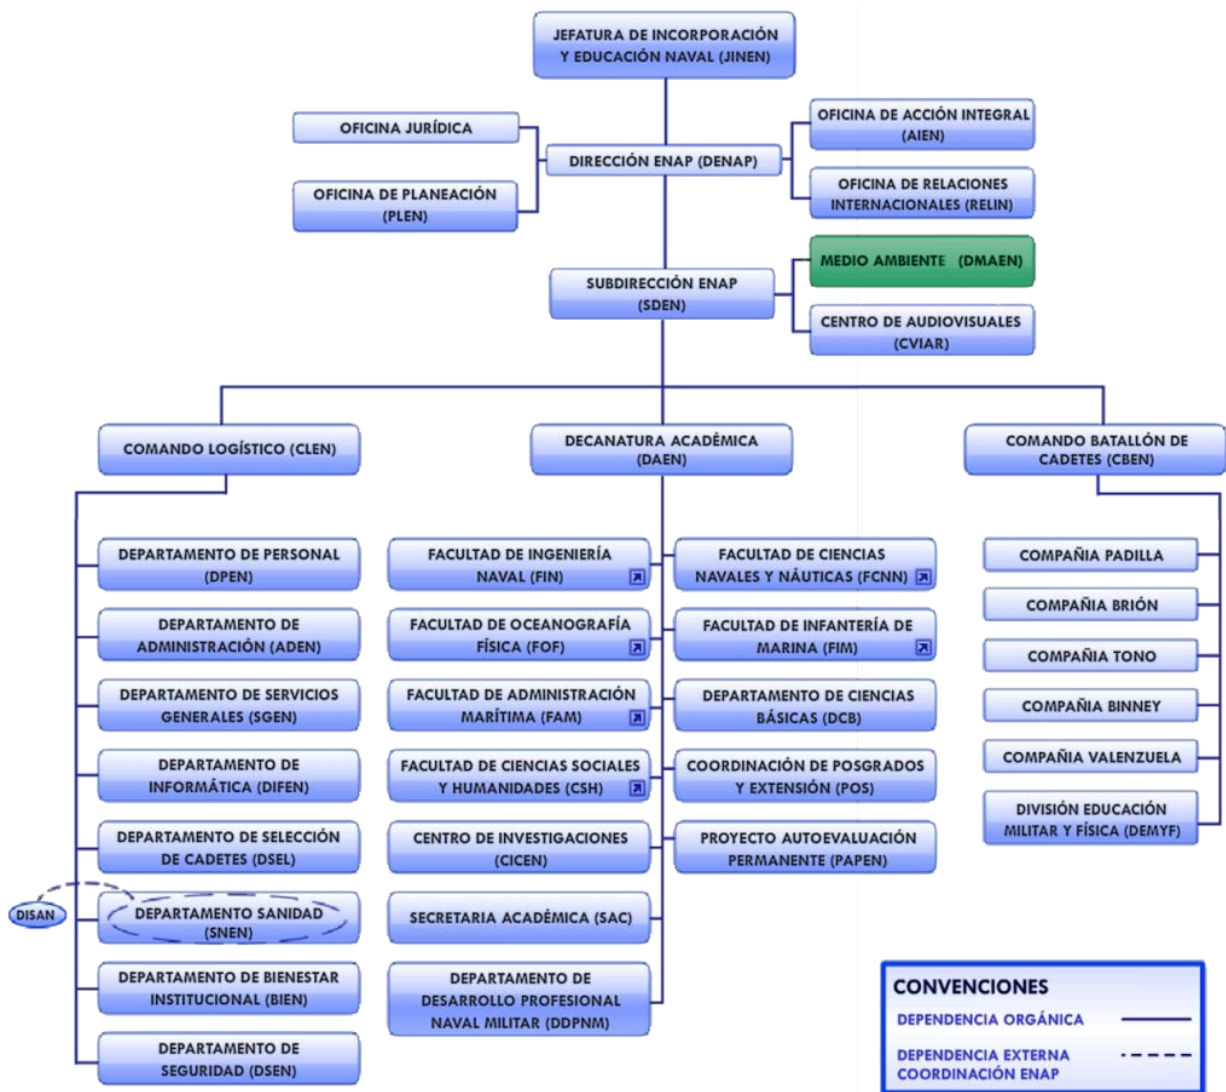 JEFATURA DE INCORPORACIÓN
Y EDUCACIÓN NAVAL (JINEN)
OFICINA JURÍDICA
OFICINA DE ACCIÓN INTEGRAL
(AIEN)
DIRECCIÓN ENAP (DENAP)
OFICINA DE PLANEACIÓN
(PLEN)
OFICINA DE RELACIONES
INTERNACIONALES (RELIN)
MEDIO AMBIENTE (DMAEN)
SUBDIRECCIÓN ENAP
(SDEN)
CENTRO DE AUDIOVISUALES
(CVIAR)
COMANDO LOGÍSTICO (CLEN)
DECANATURA ACADÉMICA
(DAEN)
COMANDO BATALLÓN DE
CADETES (CBEN)
DEPARTAMENTO DE PERSONAL
(DPEN)
DEPARTAMENTO DE
ADMINISTRACIÓN (ADEN)
DEPARTAMENTO DE SERVICIOS
GENERALES (SGEN)
DEPARTAMENTO DE
INFORMÁTICA (DIFEN)
DEPARTAMENTO DE SELECCIÓN
DE CADETES (DSEL)
DISAN
DEPARTAMENTO SANIDAD
(SNEN)
DEPARTAMENTO DE BIENESTAR
INSTITUCIONAL (BIEN)
DEPARTAMENTO DE
SEGURIDAD (DSEN)
FACULTAD DE INGENIERÍA
NAVAL (FIN)
FACULTAD DE OCEANOGRAFÍA
FÍSICA (FOF)
FACULTAD DE ADMINISTRACIÓN
MARÍTIMA (FAM)
FACULTAD DE CIENCIAS SOCIALES
Y HUMANIDADES (CSH)
CENTRO DE INVESTIGACIONES
(CICEN)
SECRETARIA ACADÉMICA (SAC)
DEPARTAMENTO DE
DESARROLLO PROFESIONAL
NAVAL MILITAR (DDPNM)
FACULTAD DE CIENCIAS
NAVALES Y NÁUTICAS (FCNN)
FACULTAD DE INFANTERÍA DE
MARINA (FIM)
DEPARTAMENTO DE CIENCIAS
BÁSICAS (DCB)
COORDINACIÓN DE POSGRADOS
Y EXTENSIÓN (POS)
PROYECTO AUTOEVALUACIÓN
PERMANENTE (PAPEN)
COMPAÑIA PADILLA
COMPAÑIA BRIÓN
COMPAÑIA TONO
COMPAÑIA BINNEY
COMPAÑIA VALENZUELA
DIVISIÓN EDUCACIÓN
MILITAR Y FÍSICA (DEMYF)
CONVENCIONES
DEPENDENCIA ORGÁNICA
DEPENDENCIA EXTERNA
COORDINACIÓN ENAP